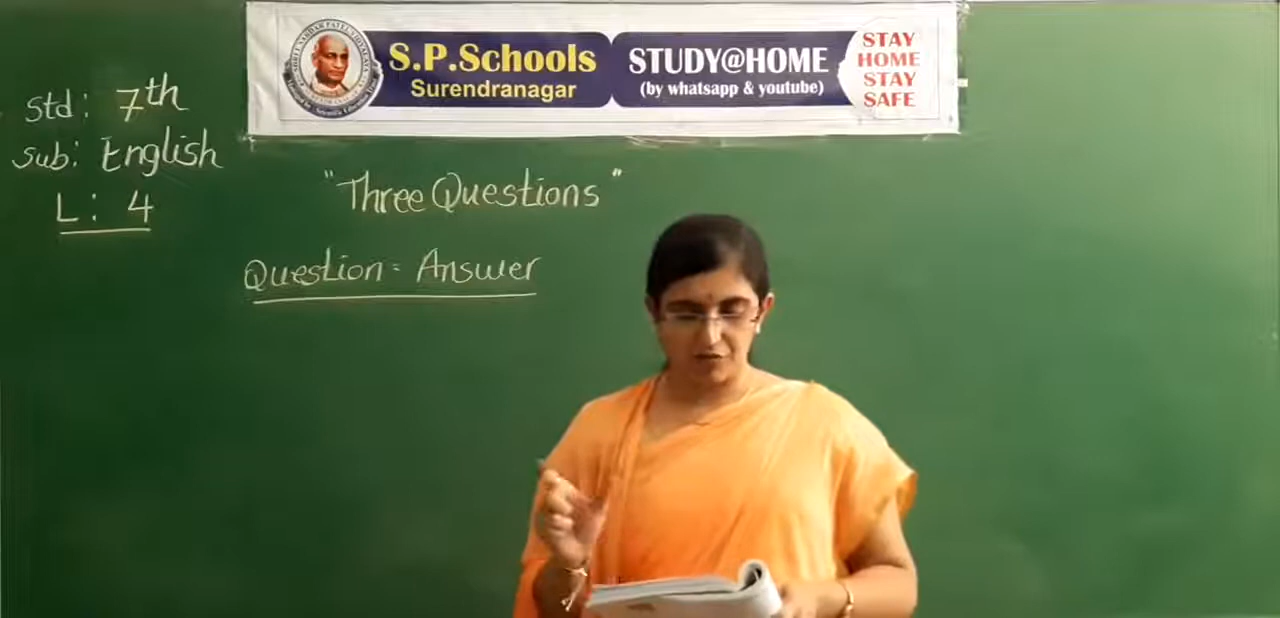 S.P.Schools
Surendranagar
STUDY@HOME
(by whatsapp & youtube)
STAY
HOME
STAY
SAFE
Std: 7th
Sub: English
L: 4
"Three Questions"
Question = Answer